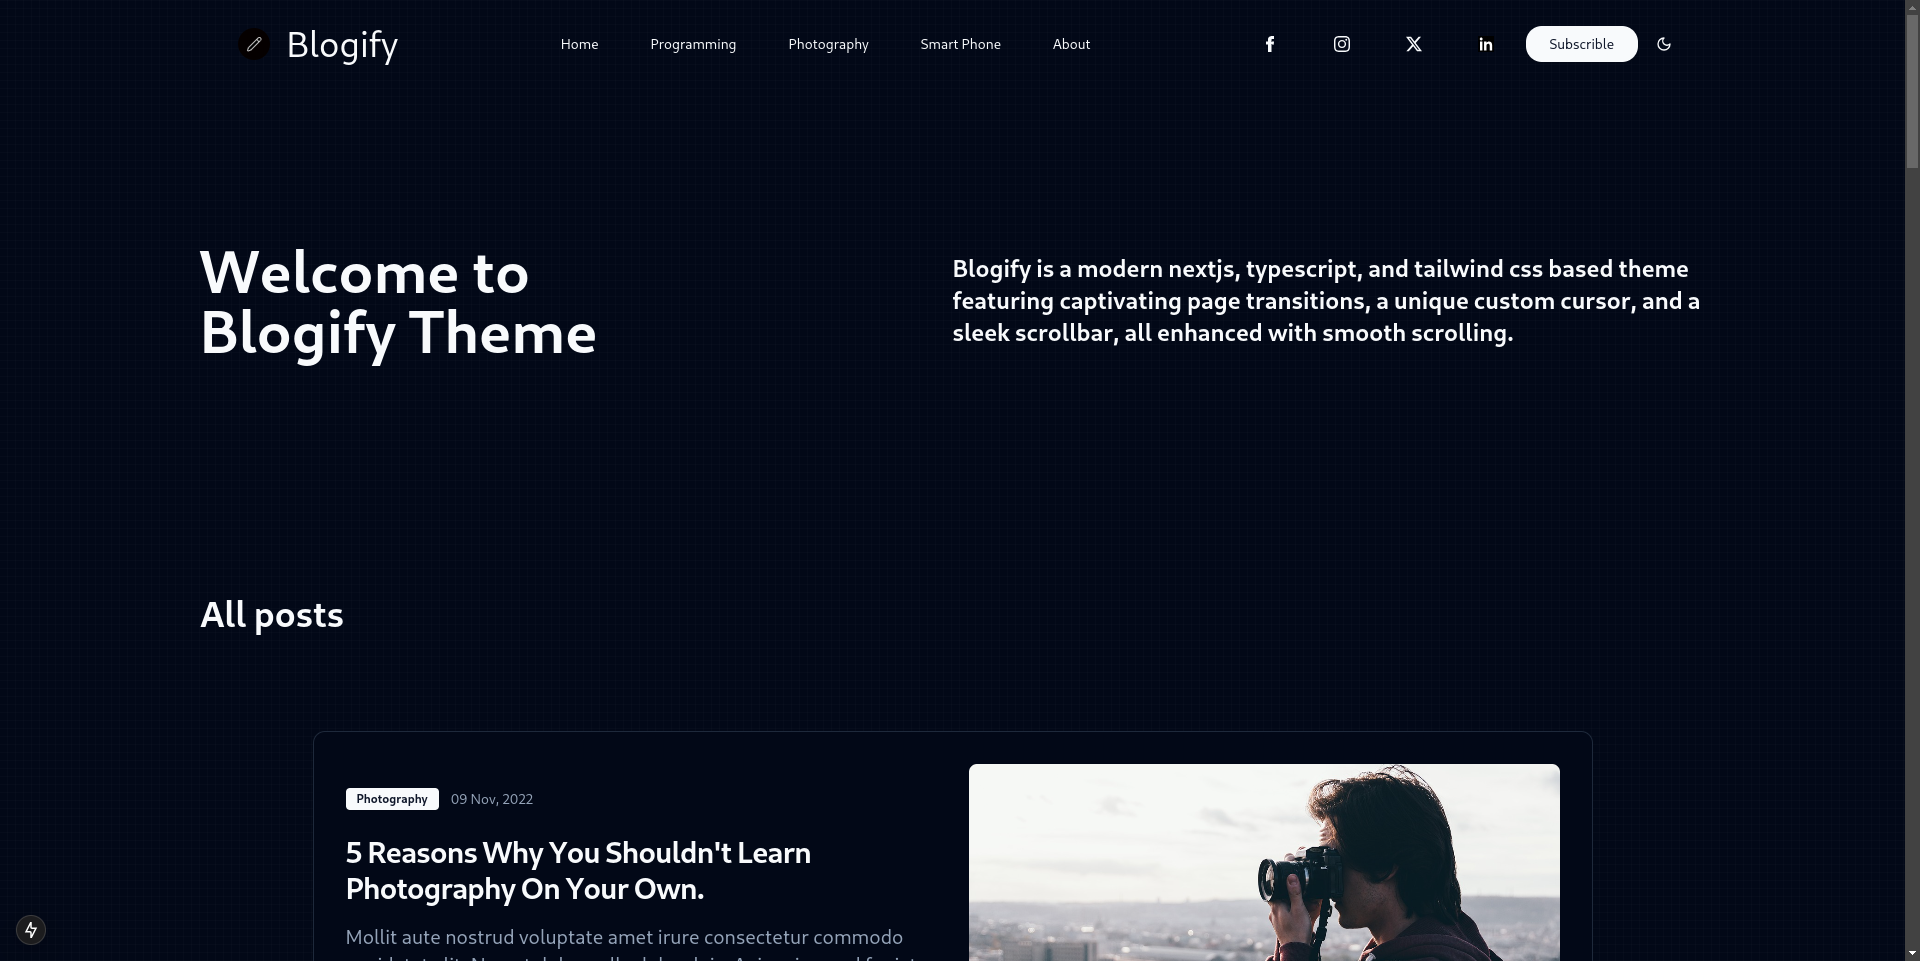 Blogify
Home
Programming
Photography
Smart Phone
About
Subscrible
Welcome to
Blogify Theme
Blogify is a modern nextjs, typescript, and tailwind css based theme
featuring captivating page transitions, a unique custom cursor, and a
sleek scrollbar, all enhanced with smooth scrolling.
All posts
Photography
09 Nov, 2022
5 Reasons Why You Shouldn't Learn
Photography On Your Own.
Mollit aute nostrud voluptate amet irure consectetur commodo